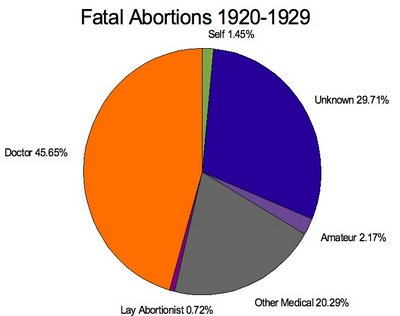 Fatal Abortions 1920-1929
Self 1.45%
Unknown 29.71%
Doctor 45.65%
Amateur 2.17%
Other Medical 20.29%
Lay Abortionist 0.72%